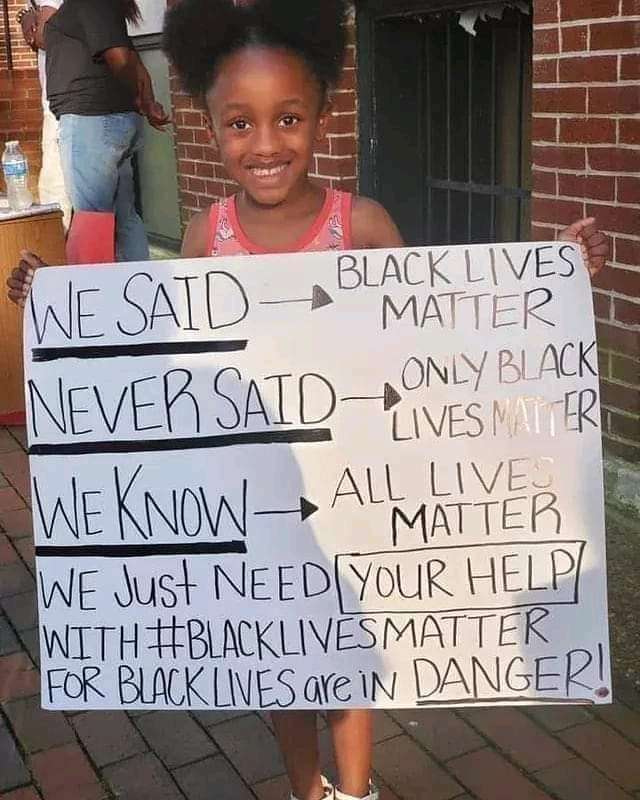 WE SAID → BLACK LIVES
MATTER
NEVER SAID → ONLY BLACK
LIVES MATTER
WE KNOW → ALL LIVES
MATTER
WE JUSt NEED YOUR HELP
WITH #BLACKLIVESMATTER
FOR BLACK LIVES are iN DANGER!